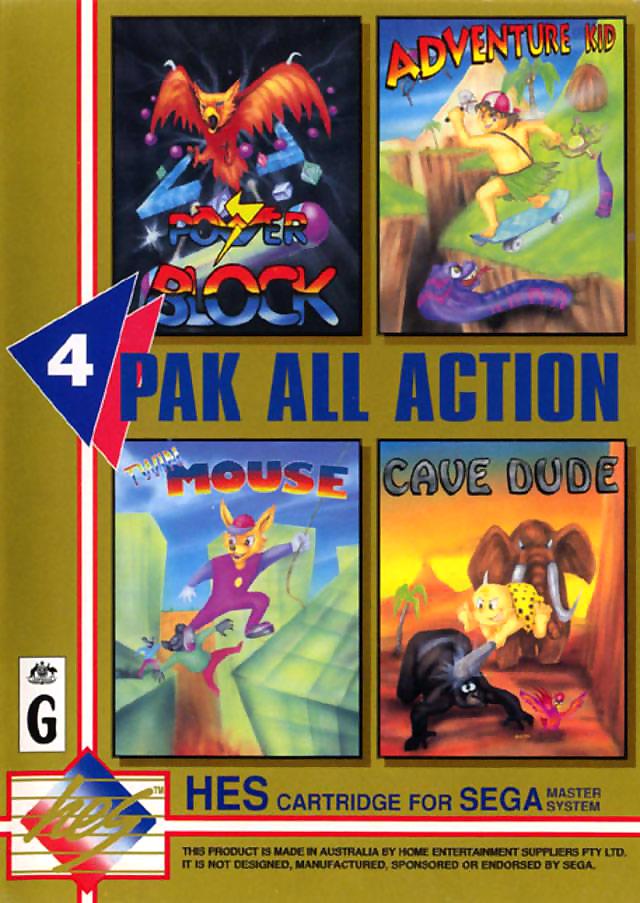 POWER
BLOCK
ADVENTURE KID
4
PAK ALL ACTION
TWIN
MOUSE
CAVE DUDE
G
hes TM
HES CARTRIDGE FOR SEGA MASTER SYSTEM
THIS PRODUCT IS MADE IN AUSTRALIA BY HOME ENTERTAINMENT SUPPLIERS PTY LTD.
IT IS NOT DESIGNED, MANUFACTURED, SPONSORED OR ENDORSED BY SEGA.